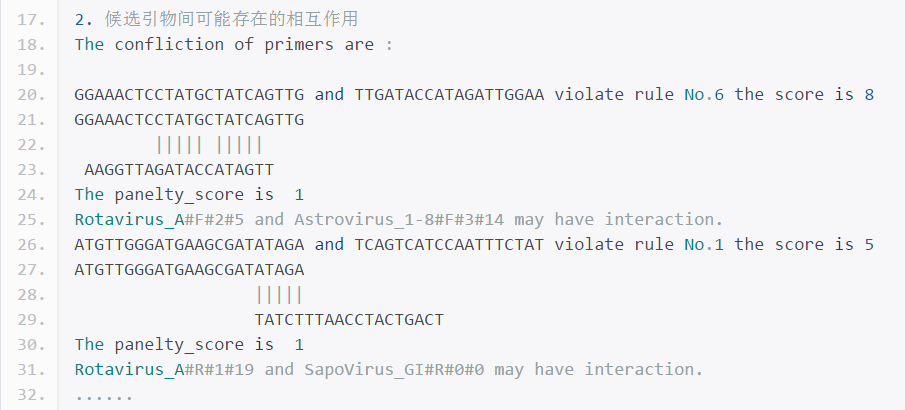 17. 2. 候选引物间可能存在的相互作用
18. The confliction of primers are :
19.
20. GGAAACTCCTATGCTATCAGTTG and TTGATACCATAGATTGGAA violate rule No.6 the score is 8
21. GGAAACTCCTATGCTATCAGTTG
22.         ||||| |||||
23.  AAGGTTAGATACCATAGTT
24. The panelty_score is  1
25. Rotavirus_A#F#2#5 and Astrovirus_1-8#F#3#14 may have interaction.
26. ATGTTGGGATGAAGCGATATAGA and TCAGTCATCCAATTTCTAT violate rule No.1 the score is 5
27. ATGTTGGGATGAAGCGATATAGA
28.                   |||||
29.                   TATCTTTAACCTACTGACT
30. The panelty_score is  1
31. Rotavirus_A#R#1#19 and SapoVirus_GI#R#0#0 may have interaction.
32. ......